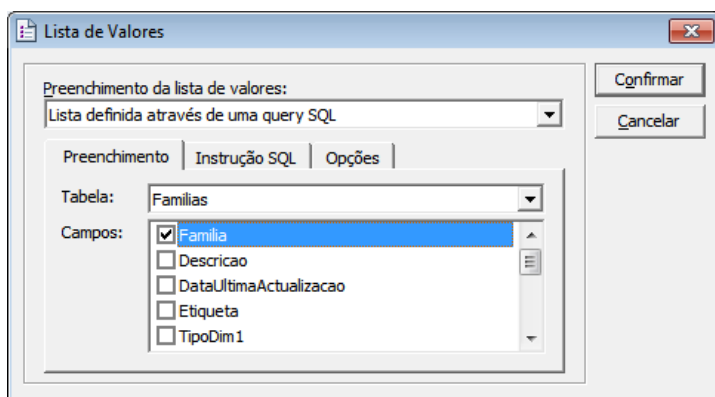 Lista de Valores
Preenchimento da lista de valores:
Lista definida através de uma query SQL
Confirmar
Cancelar
Preenchimento Instrução SQL Opções
Tabela: Familias
Campos: Familia
Descricao
DataUltimaActualizacao
Etiqueta
TipoDim1